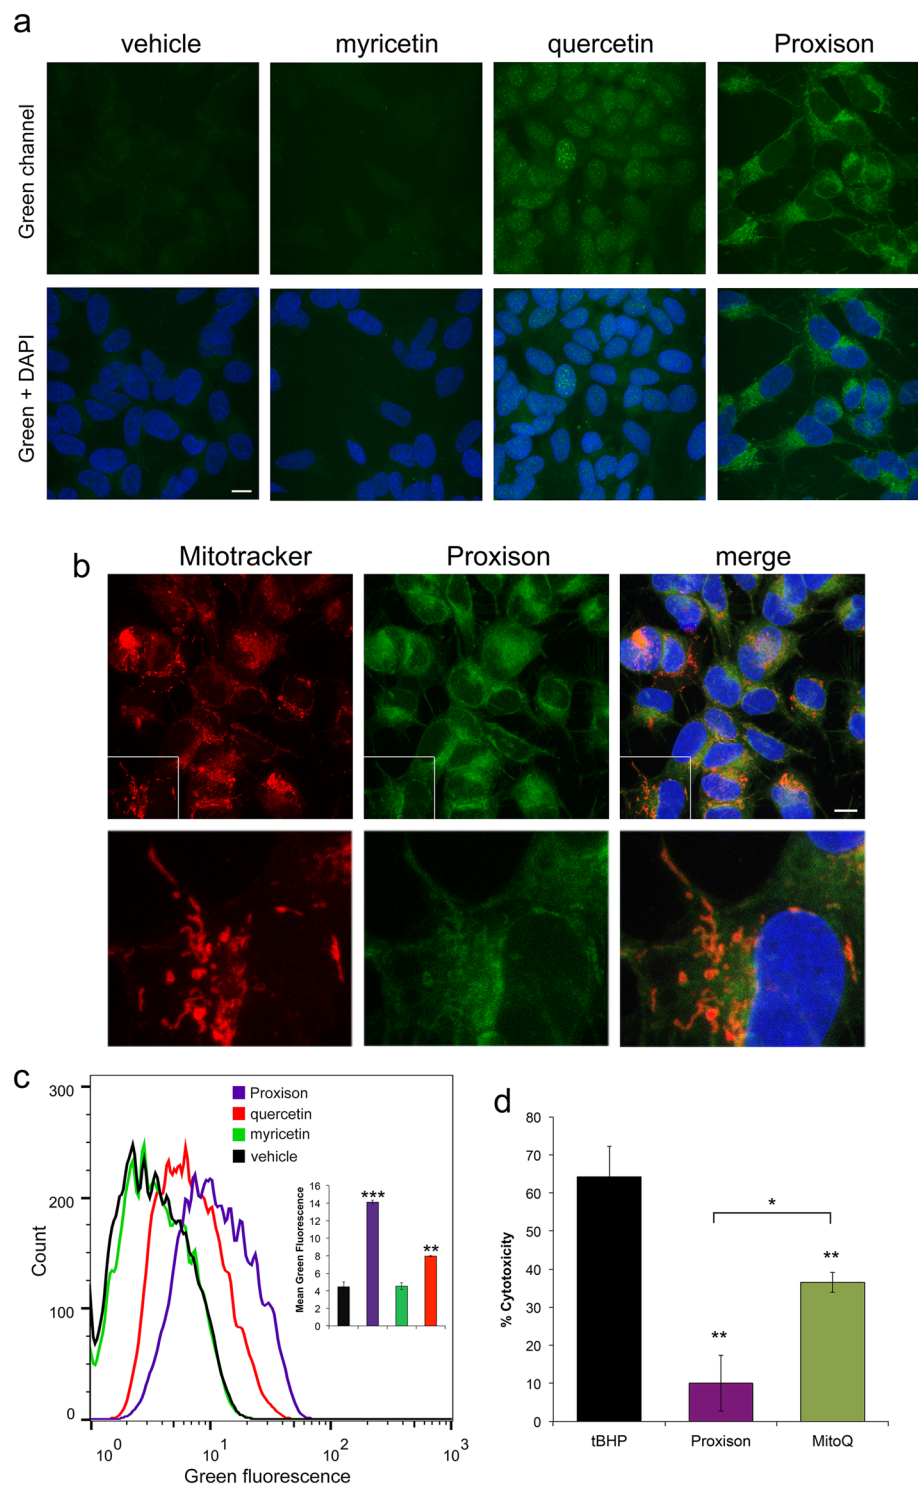 a
vehicle
myricetin
quercetin
Proxison
Green channel
Green + DAPI
b
Mitotracker
Proxison
merge
c
300
200
100
0
Count
10⁰
10¹
10²
10³
Green fluorescence
Proxison
quercetin
myricetin
vehicle
Mean Green Fluorescence
16
14
12
10
8
6
4
2
0
***
**
d
80
70
60
50
40
30
20
10
0
% Cytotoxicity
*
**
**
tBHP
Proxison
MitoQ